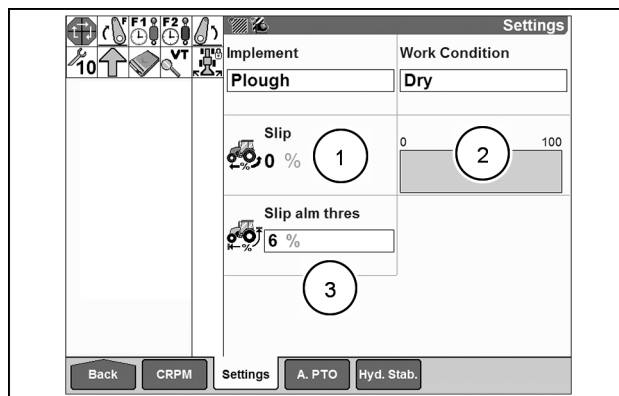 F F1 F2
Settings
10 VT
Implement Work Condition
Plough Dry
Slip
0 % 1
0 100
2
Slip alm thres
6 %
3
Back CRPM Settings A. PTO Hyd. Stab.